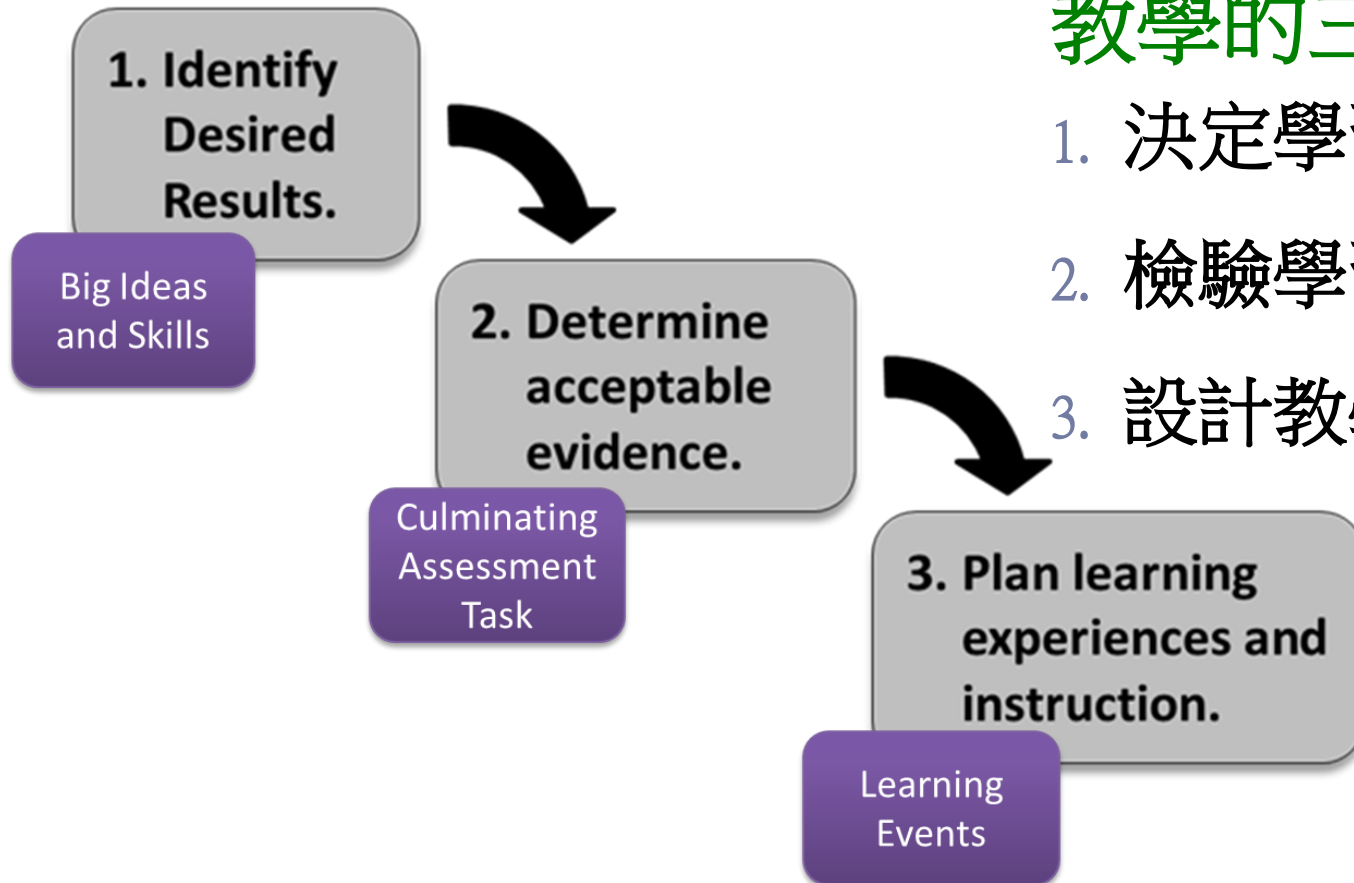 1. Identify
Desired
Results.
Big Ideas
and Skills
2. Determine
acceptable
evidence.
Culminating
Assessment
Task
3. Plan learning
experiences and
instruction.
Learning
Events
教學的三
1. 決定學
2. 檢驗學
3. 設計教